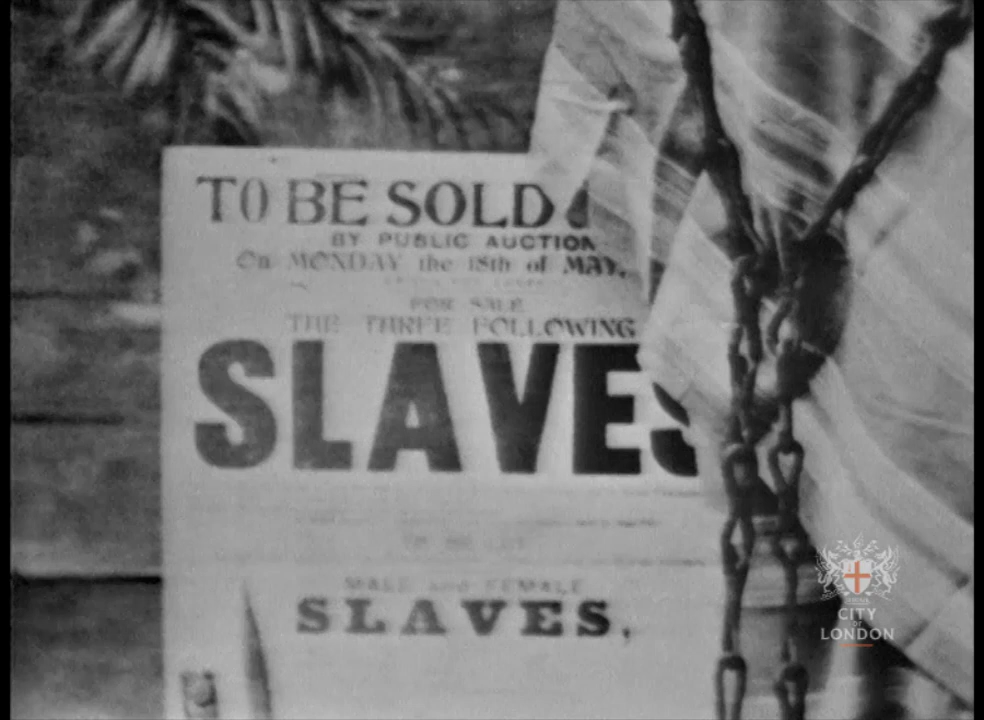 TO BE SOLD
BY PUBLIC AUCTION
On MONDAY the 18th of MAY,
FOR SALE
THE THREE FOLLOWING
SLAVES
MALE and FEMALE
SLAVES,
CITY
OF
LONDON